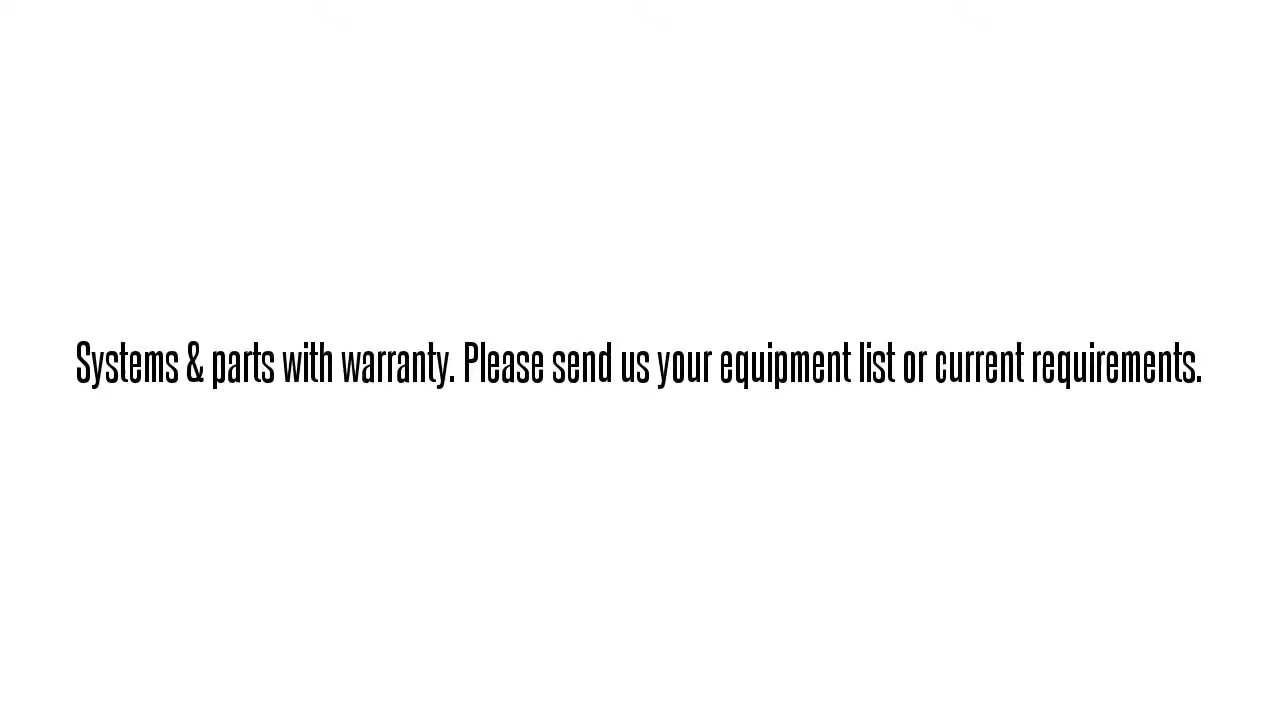 Systems & parts with warranty. Please send us your equipment list or current requirements.